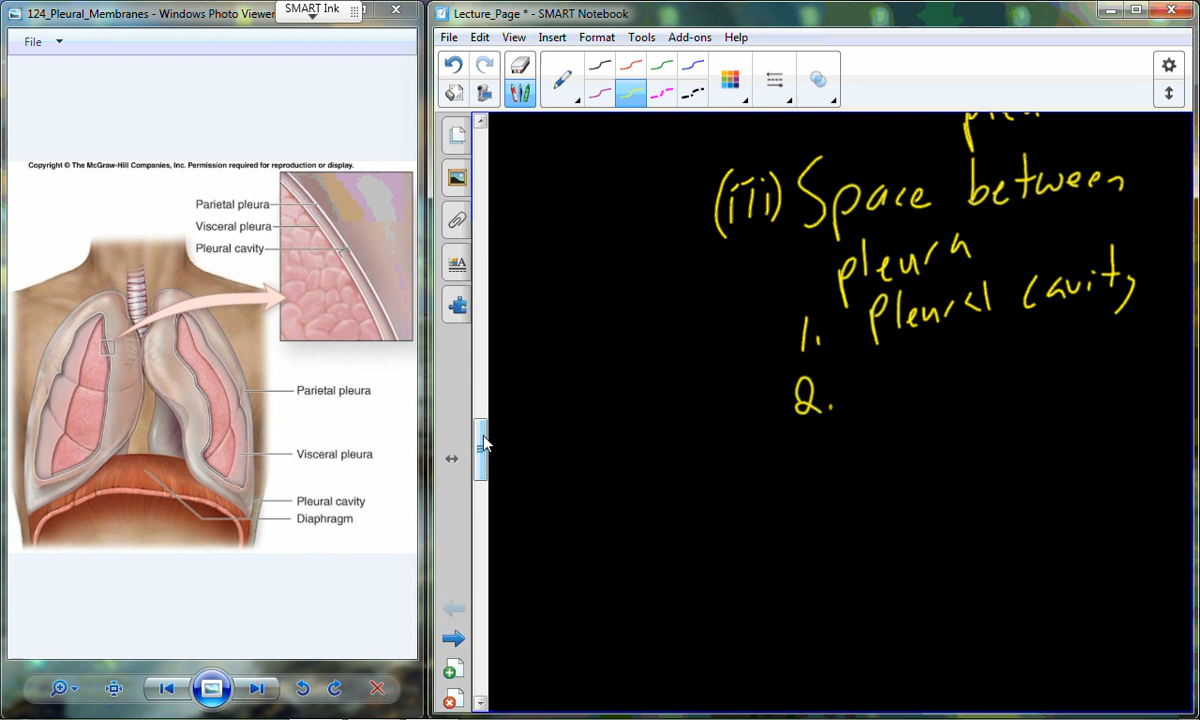 124_Pleural_Membranes - Windows Photo Viewer
SMART Ink
File
Copyright © The McGraw-Hill Companies, Inc. Permission required for reproduction or display.
Parietal pleura
Visceral pleura
Pleural cavity
Parietal pleura
Visceral pleura
Pleural cavity
Diaphragm
Lecture_Page * - SMART Notebook
File Edit View Insert Format Tools Add-ons Help
(iii) Space between
pleura
1. pleural cavity
2.